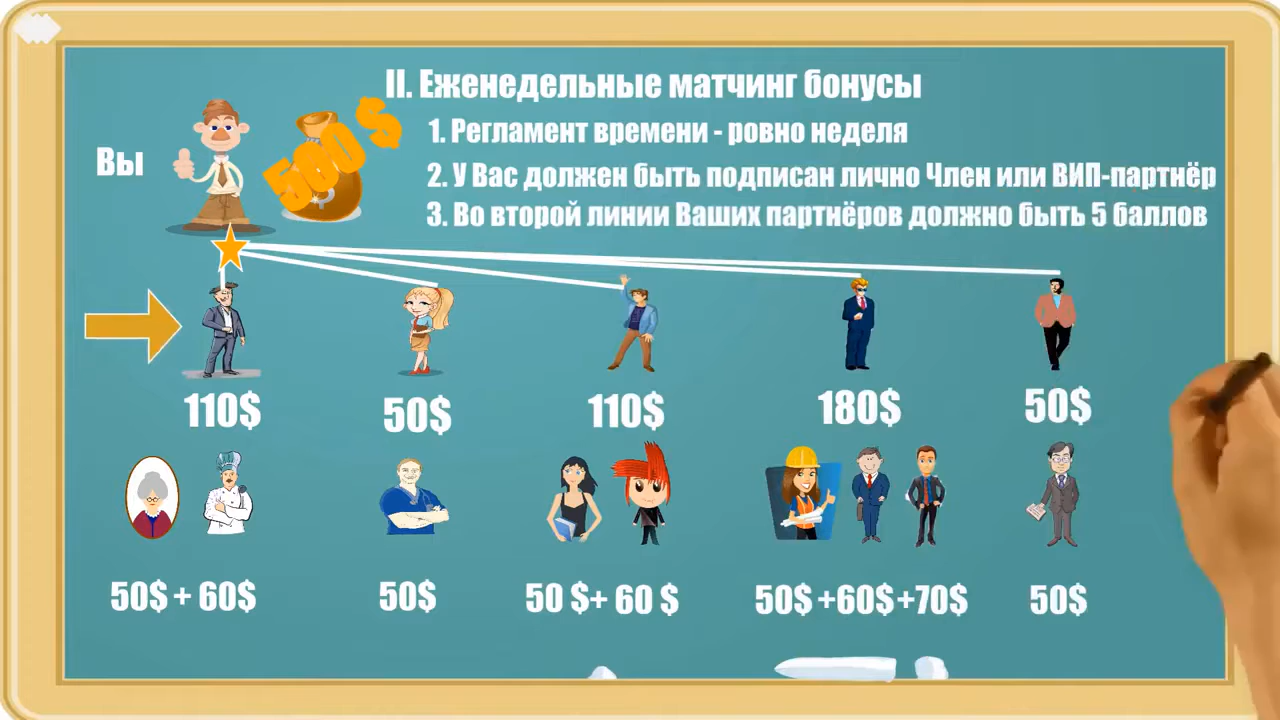 II. Еженедельные матчинг бонусы
1. Регламент времени - ровно неделя
Вы
500$
2. У Вас должен быть подписан лично Член или ВИП-партнёр
3. Во второй линии Ваших партнёров должно быть 5 баллов
110$ 50$ 110$ 180$ 50$
50$ + 60$ 50$ 50 $+ 60 $ 50$ +60$ +70$ 50$